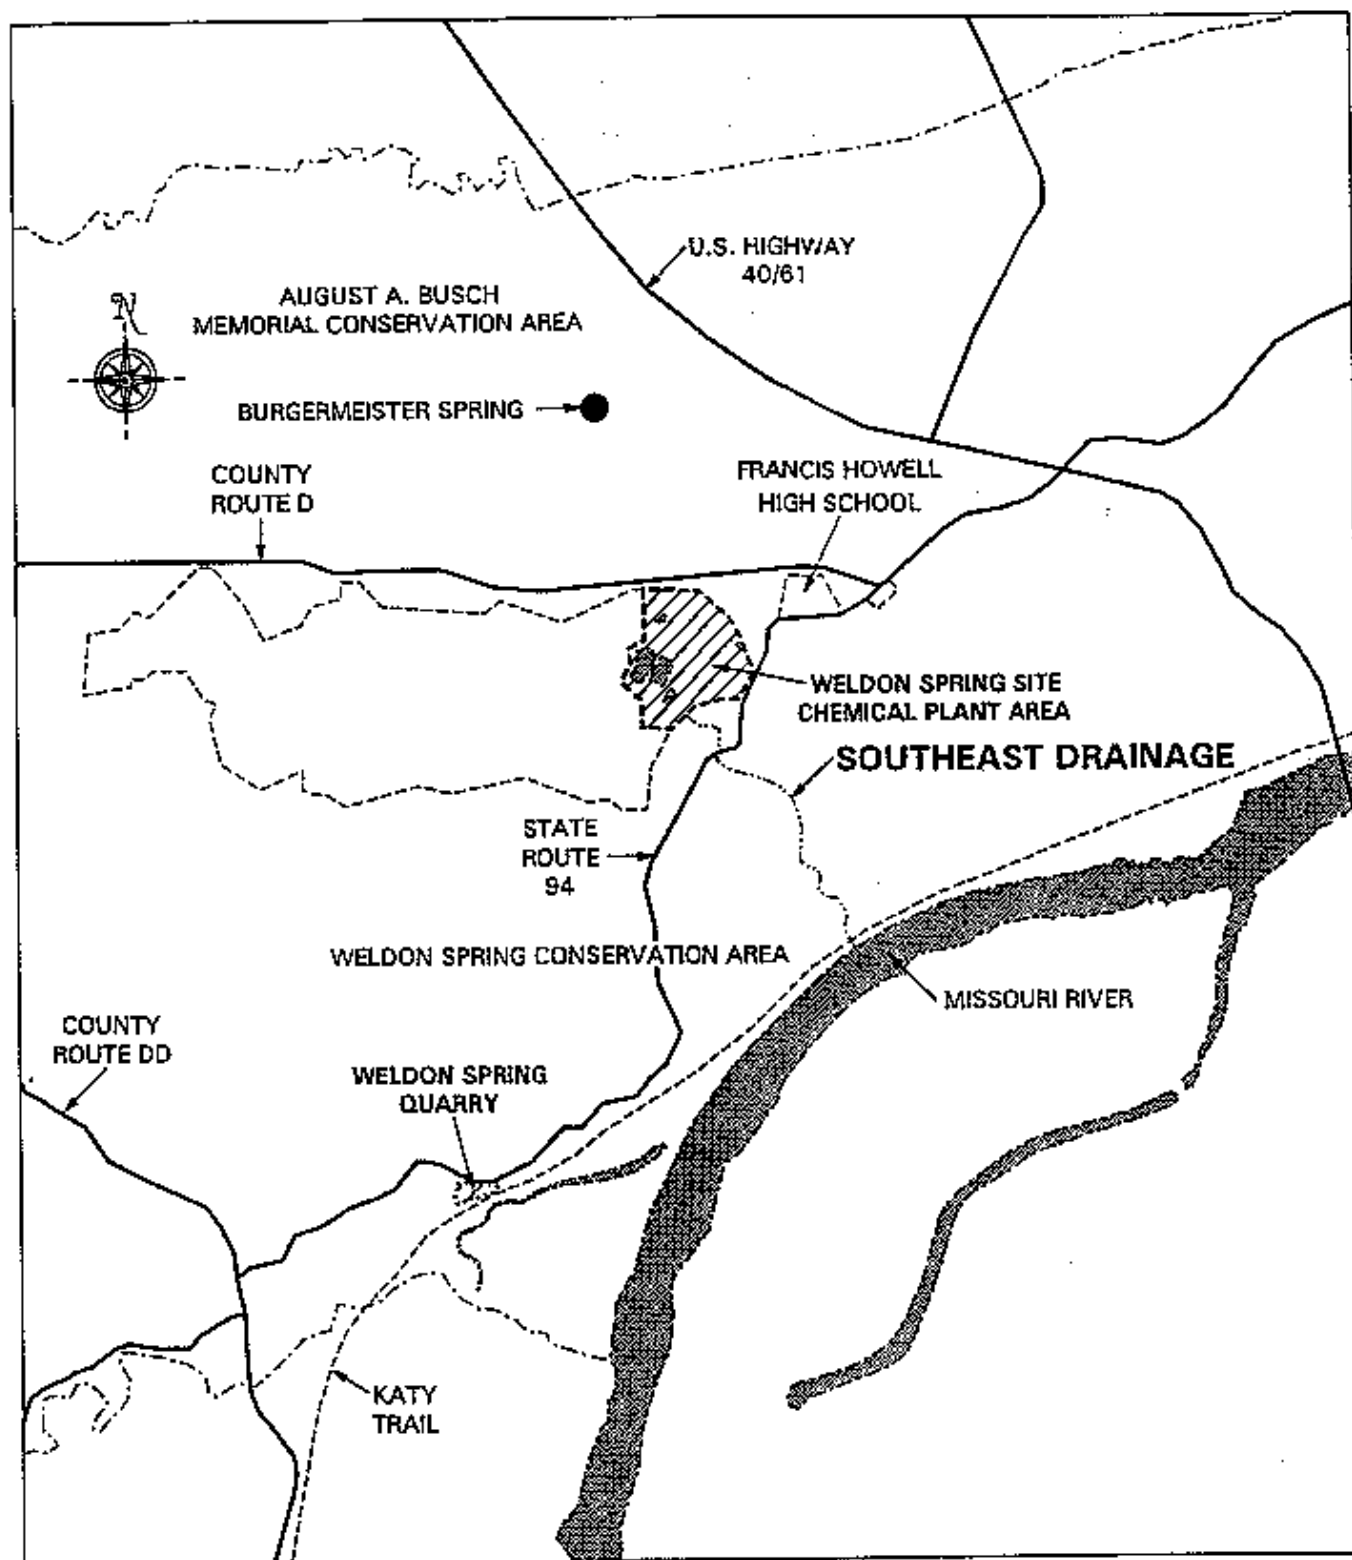 U.S. HIGHWAY
40/61
N
AUGUST A. BUSCH
MEMORIAL CONSERVATION AREA
BURGERMEISTER SPRING
COUNTY
ROUTE D
FRANCIS HOWELL
HIGH SCHOOL
WELDON SPRING SITE
CHEMICAL PLANT AREA
SOUTHEAST DRAINAGE
STATE
ROUTE
94
WELDON SPRING CONSERVATION AREA
MISSOURI RIVER
COUNTY
ROUTE DD
WELDON SPRING
QUARRY
KATY
TRAIL